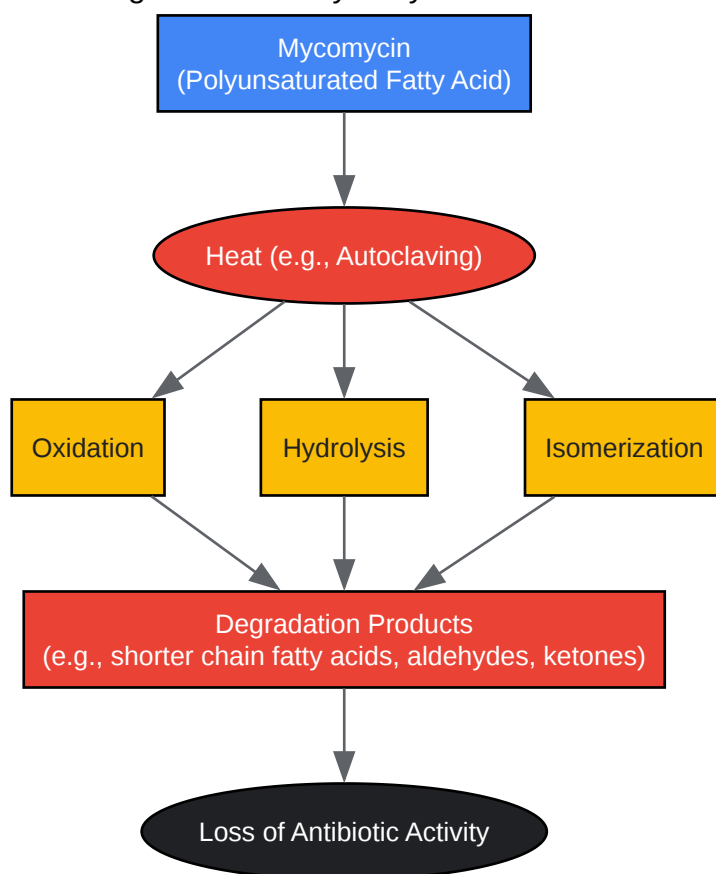 Mycomycin
(Polyunsaturated Fatty Acid)
Heat (e.g., Autoclaving)
Oxidation
Hydrolysis
Isomerization
Degradation Products
(e.g., shorter chain fatty acids, aldehydes, ketones)
Loss of Antibiotic Activity